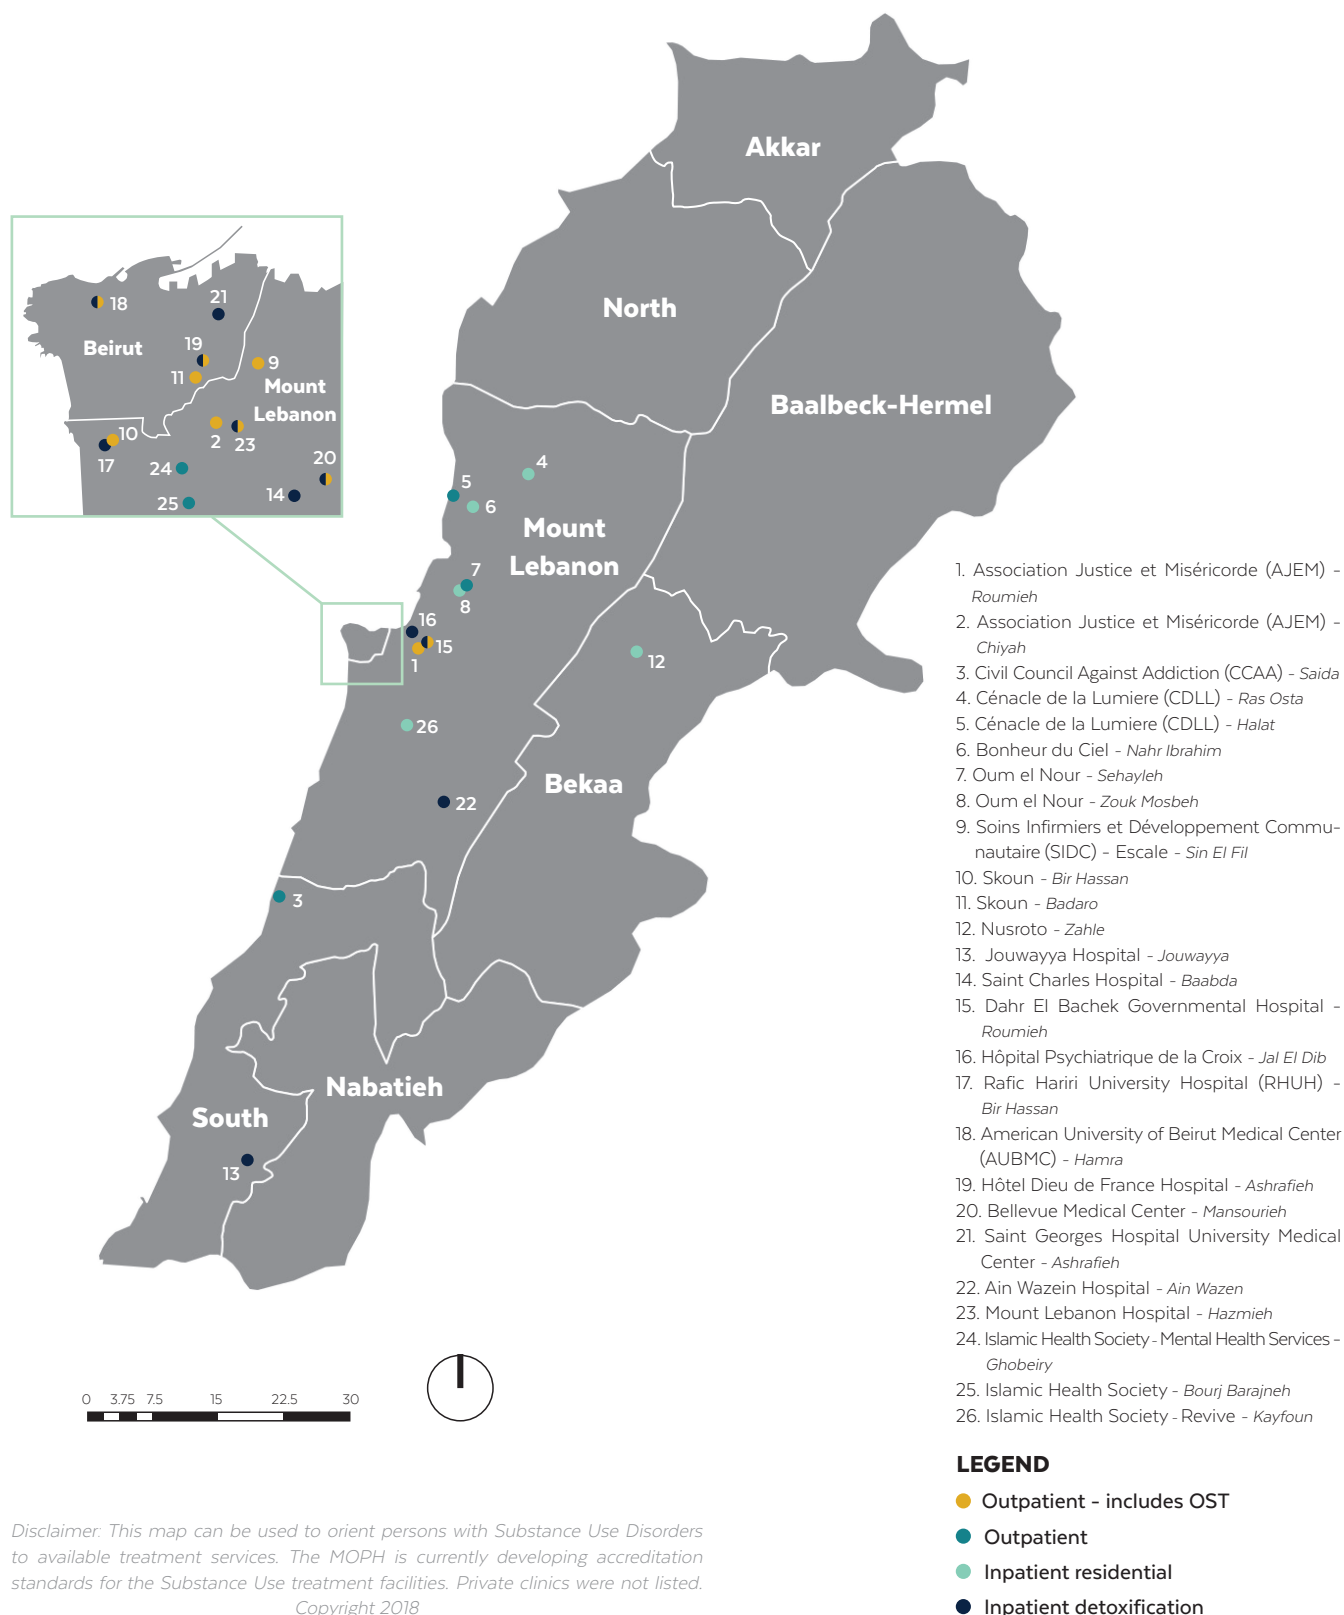 Akkar
North
Baalbeck-Hermel
21
18
19
Beirut
9
11
Mount
Lebanon
10
2
23
17
24
20
14
25
4
5
6
Mount
Lebanon
7
8
16
15
1
12
26
Bekaa
22
3
Nabatieh
South
13
1. Association Justice et Miséricorde (AJEM) -
Roumieh
2. Association Justice et Miséricorde (AJEM) -
Chiyah
3. Civil Council Against Addiction (CCAA) - Saida
4. Cénacle de la Lumiere (CDLL) - Ras Osta
5. Cénacle de la Lumiere (CDLL) - Halat
6. Bonheur du Ciel - Nahr Ibrahim
7. Oum el Nour - Sehayleh
8. Oum el Nour - Zouk Mosbeh
9. Soins Infirmiers et Développement Commu-
nautaire (SIDC) - Escale - Sin El Fil
10. Skoun - Bir Hassan
11. Skoun - Badaro
12. Nusroto - Zahle
13. Jouwayya Hospital - Jouwayya
14. Saint Charles Hospital - Baabda
15. Dahr El Bachek Governmental Hospital -
Roumieh
16. Hôpital Psychiatrique de la Croix - Jal El Dib
17. Rafic Hariri University Hospital (RHUH) -
Bir Hassan
18. American University of Beirut Medical Center
(AUBMC) - Hamra
19. Hôtel Dieu de France Hospital - Ashrafieh
20. Bellevue Medical Center - Mansourieh
21. Saint Georges Hospital University Medical
Center - Ashrafieh
22. Ain Wazein Hospital - Ain Wazen
23. Mount Lebanon Hospital - Hazmieh
24. Islamic Health Society - Mental Health Services -
Ghobeiry
25. Islamic Health Society - Bourj Barajneh
26. Islamic Health Society - Revive - Kayfoun
LEGEND
Outpatient - includes OST
Outpatient
Inpatient residential
Inpatient detoxification
0 3.75 7.5 15 22.5 30
Disclaimer: This map can be used to orient persons with Substance Use Disorders
to available treatment services. The MOPH is currently developing accreditation
standards for the Substance Use treatment facilities. Private clinics were not listed.
Copyright 2018